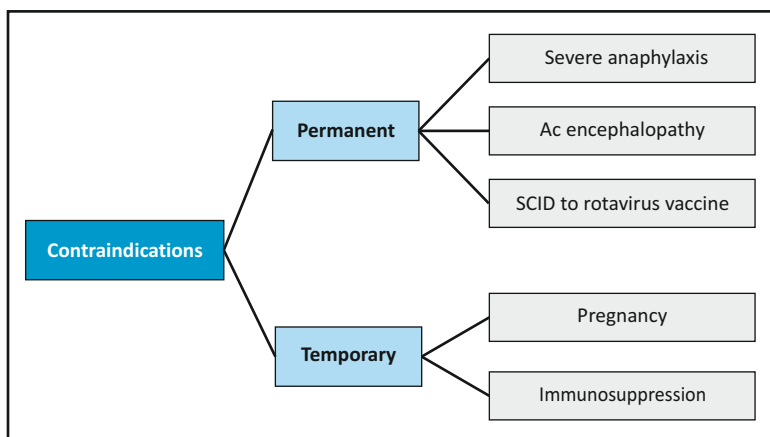 Contraindications
Permanent
Severe anaphylaxis
Ac encephalopathy
SCID to rotavirus vaccine
Temporary
Pregnancy
Immunosuppression